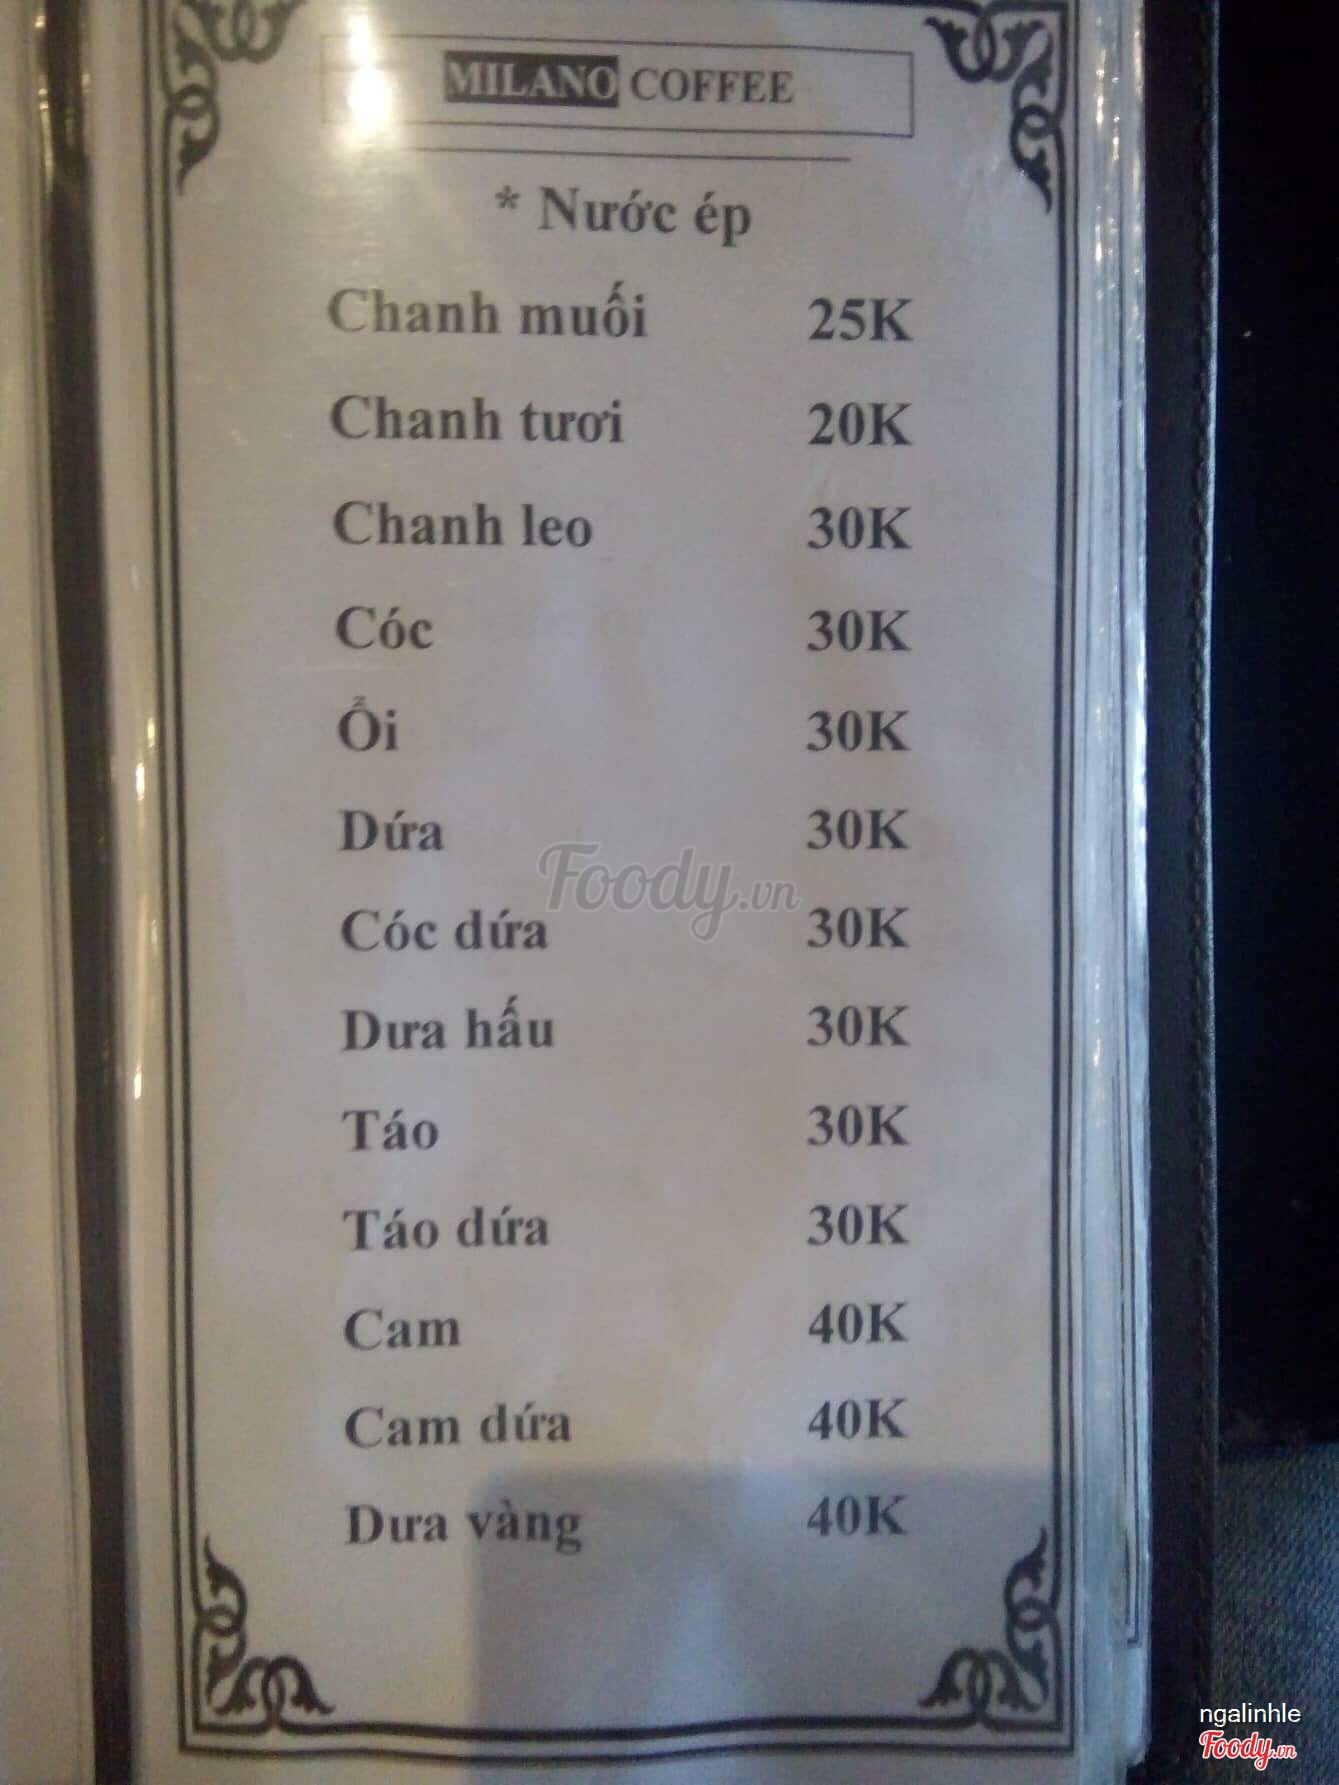 MILANO COFFEE
* Nước ép
Chanh muối 25K
Chanh tươi 20K
Chanh leo 30K
Cóc 30K
Ổi 30K
Dứa 30K
Foody.vn
Cóc dứa 30K
Dưa hấu 30K
Táo 30K
Táo dứa 30K
Cam 40K
Cam dứa 40K
Dưa vàng 40K
ngalinhle
Foody.vn